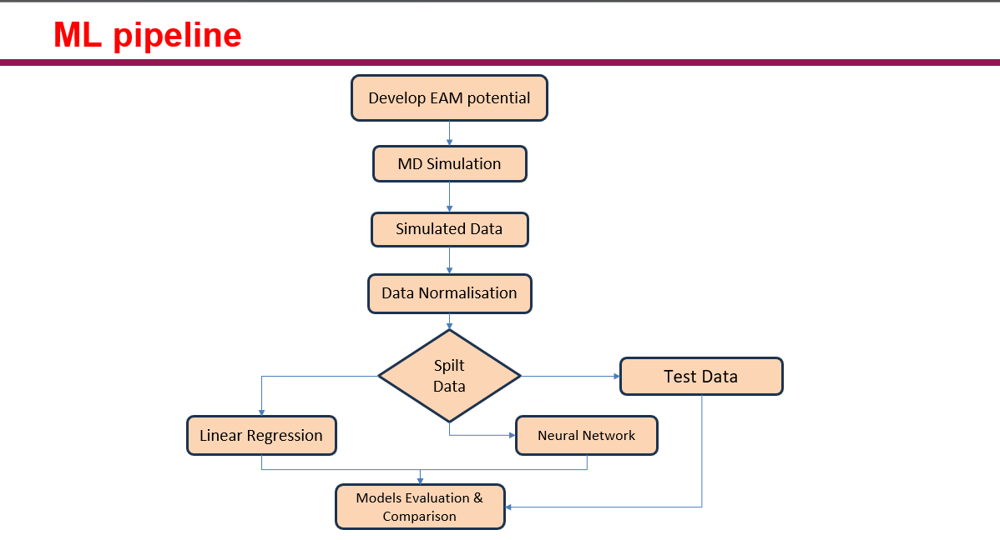 ML pipeline
Develop EAM potential
MD Simulation
Simulated Data
Data Normalisation
Spilt
Data
Test Data
Linear Regression
Neural Network
Models Evaluation &
Comparison